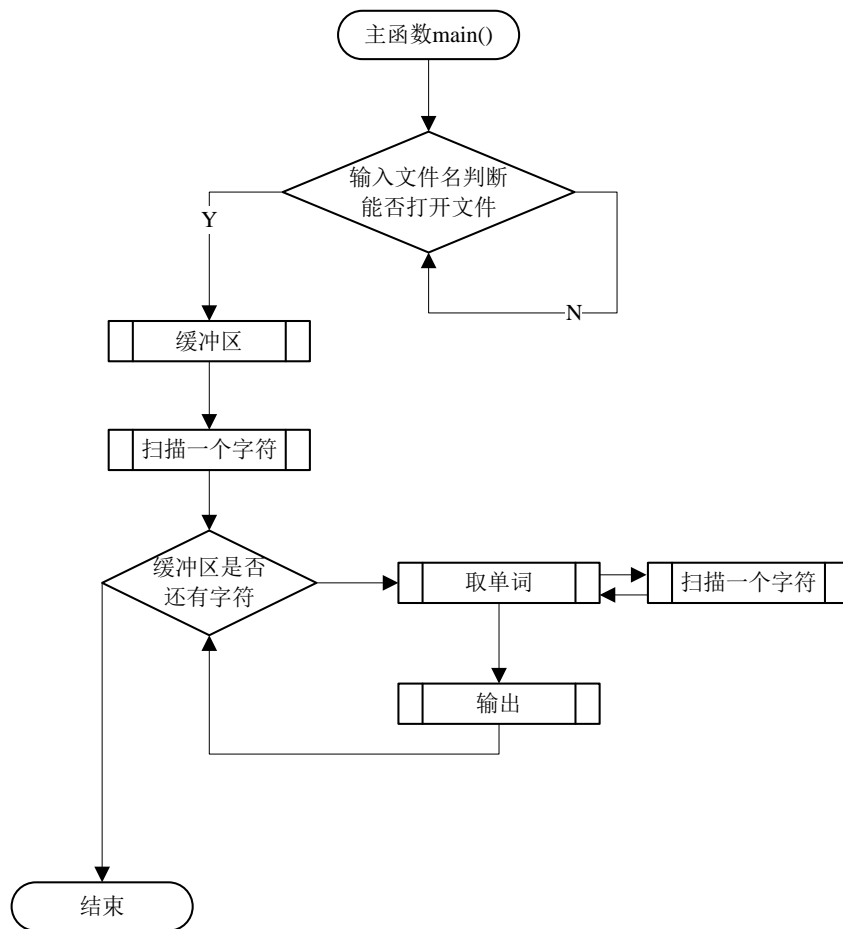 主函数main()
输入文件名判断
能否打开文件
Y
N
缓冲区
扫描一个字符
缓冲区是否
还有字符
取单词
扫描一个字符
输出
结束